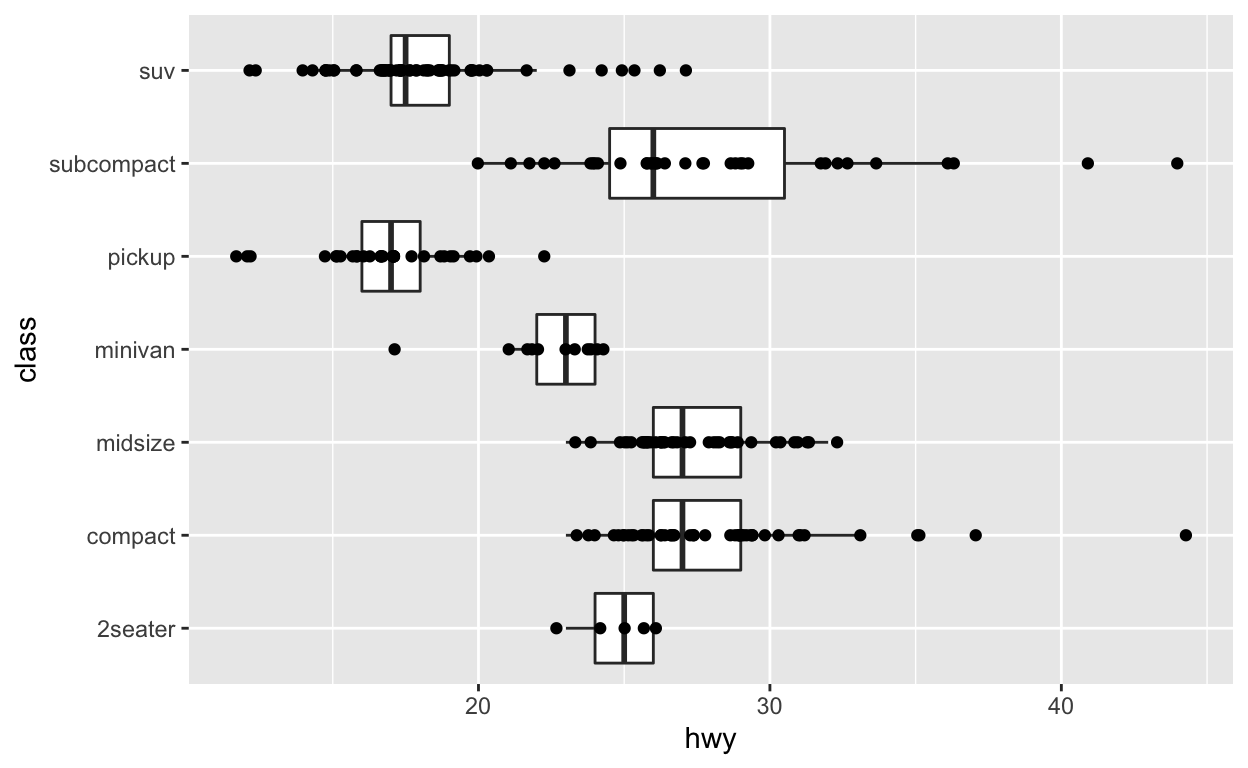 suv
subcompact
pickup
minivan
midsize
compact
2seater
class
20 30 40
hwy